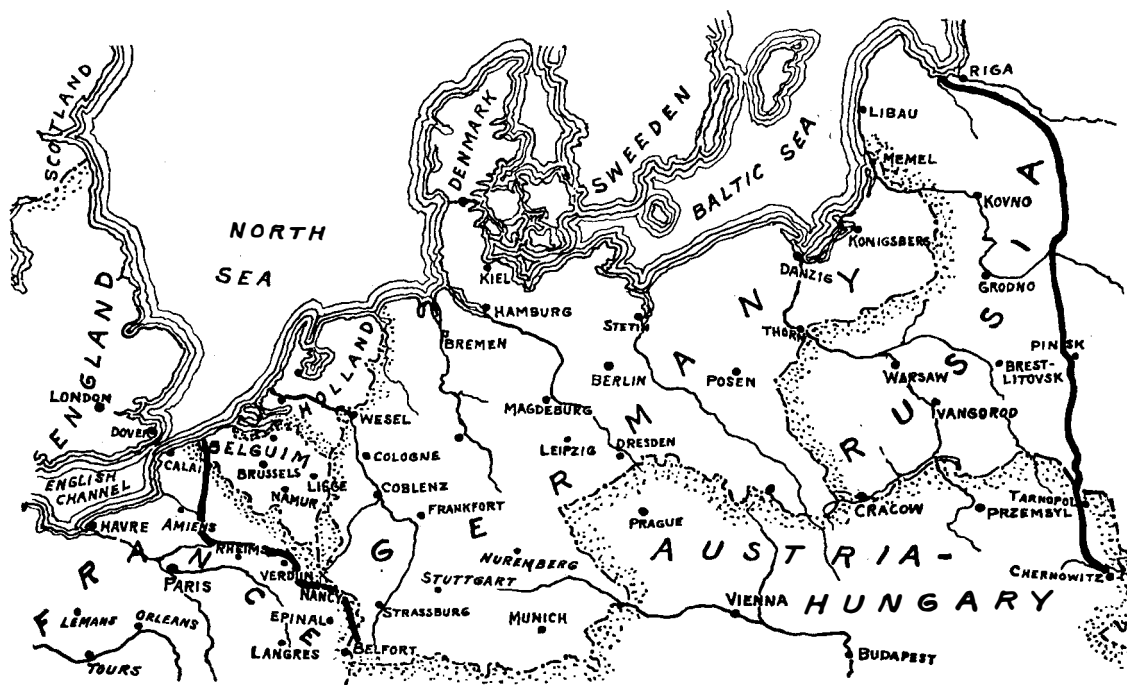 SCOTLAND
RIGA
LIBAU
DENMARK
SWEEDEN
BALTIC SEA
MEMEL
KOVNO
NORTH
SEA
KONIGSBERG
KIEL
DANZIG
GRODNO
HAMBURG
STETIN
THORN
BREMEN
PINSK
ENGLAND
HOLLAND
BERLIN
POSEN
WARSAW
BREST-
LITOVSK
RUSSIA
LONDON
MAGDEBURG
IVANGOROD
WESEL
DOVER
BELGUIM
LEIPZIG
DRESDEN
GERMANY
CALAI
BRUSSELS
COLOGNE
LIEGE
ENGLISH
CHANNEL
NAMUR
COBLENZ
TARNOPOL
CRACOW
PRZEMSYL
HAVRE
AMIENS
FRANKFORT
PRAGUE
RHEIMS
AUSTRIA-
HUNGARY
NUREMBERG
VERDUN
PARIS
STUTTGART
CHERNOWITZ
NANCY
FRANCE
LEMANS
ORLEANS
EPINAL
STRASSBURG
MUNICH
VIENNA
LANGRES
BELFORT
TOURS
BUDAPEST